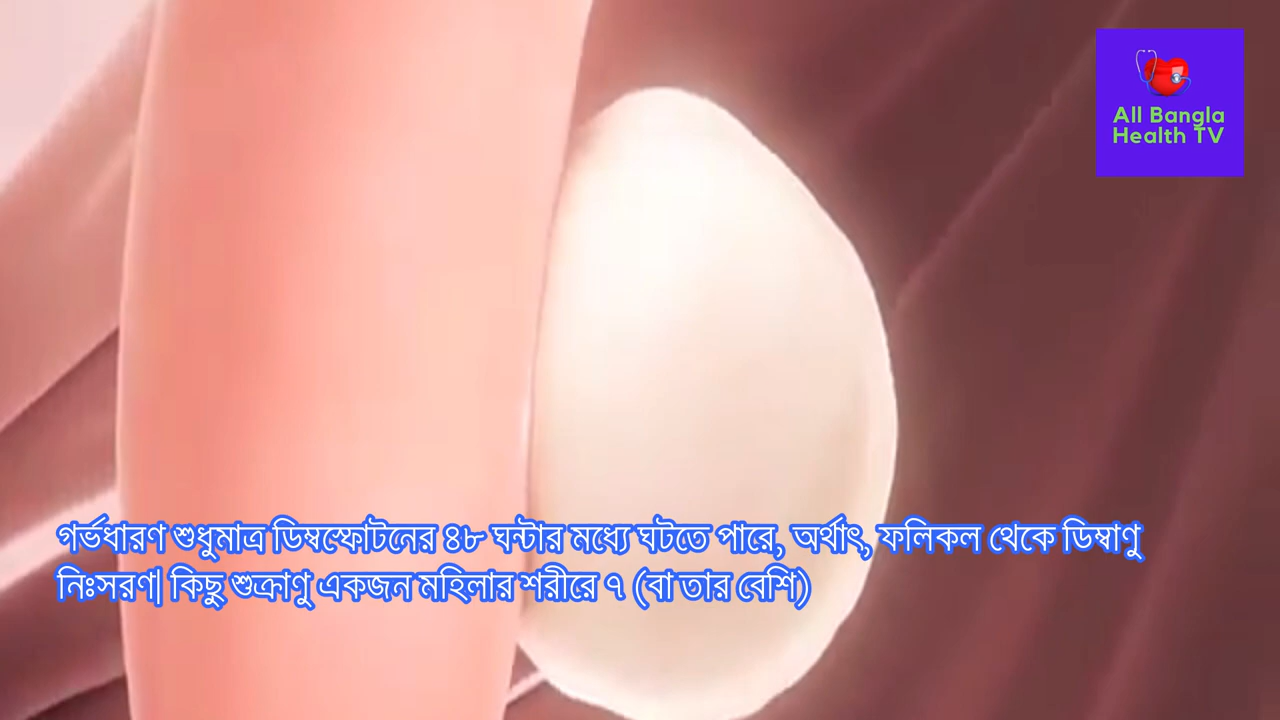 All Bangla
Health TV
গর্ভধারণ শুধুমাত্র ডিম্বস্ফোটনের ৪৮ ঘন্টার মধ্যে ঘটতে পারে, অর্থাৎ, ফলিকল থেকে ডিম্বাণু
নিঃসরণ| কিছু শুক্রাণু একজন মহিলার শরীরে ৭ (বা তার বেশি)